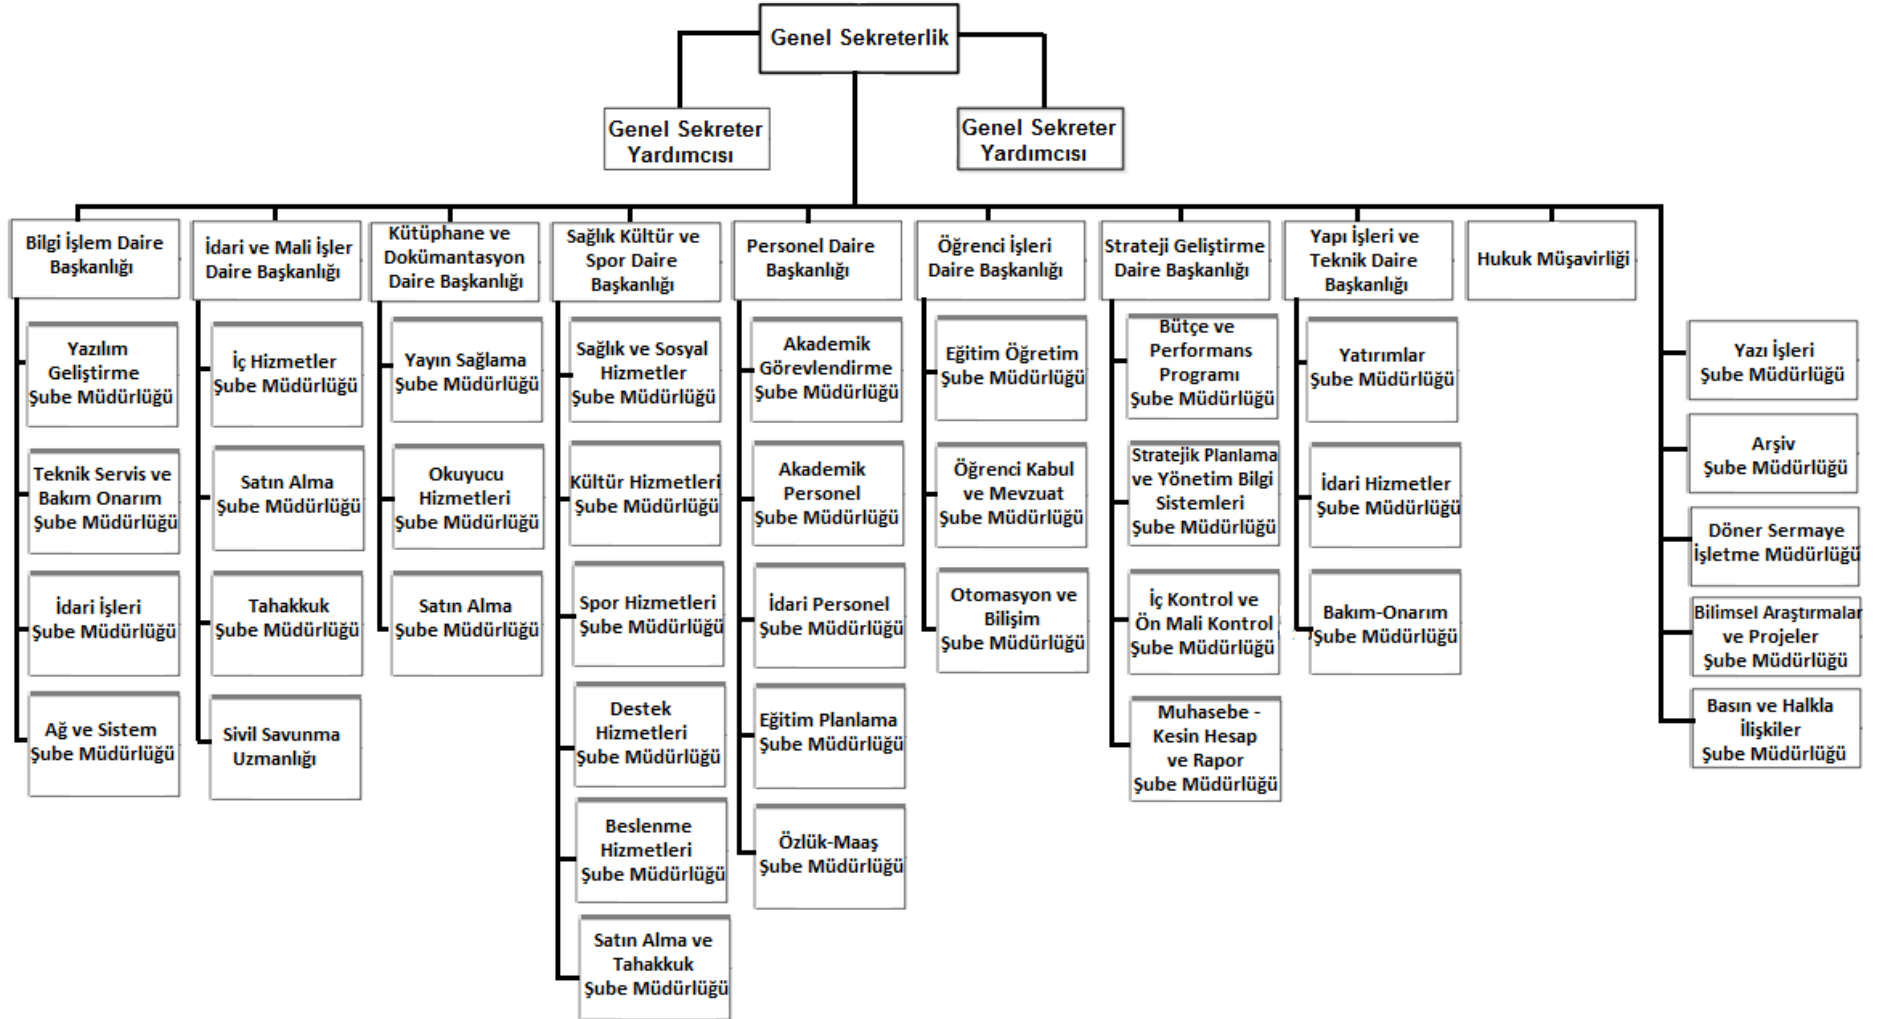 Genel Sekreterlik
Genel Sekreter
Yardımcısı
Genel Sekreter
Yardımcısı
Bilgi İşlem Daire
Başkanlığı
Yazılım
Geliştirme
Şube Müdürlüğü
Teknik Servis ve
Bakım Onarım
Şube Müdürlüğü
İdari İşleri
Şube Müdürlüğü
Ağ ve Sistem
Şube Müdürlüğü
İdari ve Mali İşler
Daire Başkanlığı
İç Hizmetler
Şube Müdürlüğü
Satın Alma
Şube Müdürlüğü
Tahakkuk
Şube Müdürlüğü
Sivil Savunma
Uzmanlığı
Kütüphane ve
Dokümantasyon
Daire Başkanlığı
Yayın Sağlama
Şube Müdürlüğü
Okuyucu
Hizmetleri
Şube Müdürlüğü
Satın Alma
Şube Müdürlüğü
Sağlık Kültür ve
Spor Daire
Başkanlığı
Sağlık ve Sosyal
Hizmetler
Şube Müdürlüğü
Kültür Hizmetleri
Şube Müdürlüğü
Spor Hizmetleri
Şube Müdürlüğü
Destek
Hizmetleri
Şube Müdürlüğü
Beslenme
Hizmetleri
Şube Müdürlüğü
Satın Alma ve
Tahakkuk
Şube Müdürlüğü
Personel Daire
Başkanlığı
Akademik
Görevlendirme
Şube Müdürlüğü
Akademik
Personel
Şube Müdürlüğü
İdari Personel
Şube Müdürlüğü
Eğitim Planlama
Şube Müdürlüğü
Özlük-Maaş
Şube Müdürlüğü
Öğrenci İşleri
Daire Başkanlığı
Eğitim Öğretim
Şube Müdürlüğü
Öğrenci Kabul
ve Mevzuat
Şube Müdürlüğü
Otomasyon ve
Bilişim
Şube Müdürlüğü
Strateji Geliştirme
Daire Başkanlığı
Bütçe ve
Performans
Programı
Şube Müdürlüğü
Stratejik Planlama
ve Yönetim Bilgi
Sistemleri
Şube Müdürlüğü
İç Kontrol ve
Ön Mali Kontrol
Şube Müdürlüğü
Muhasebe -
Kesin Hesap
ve Rapor
Şube Müdürlüğü
Yapı İşleri ve
Teknik Daire
Başkanlığı
Yatırımlar
Şube Müdürlüğü
İdari Hizmetler
Şube Müdürlüğü
Bakım-Onarım
Şube Müdürlüğü
Hukuk Müşavirliği
Yazı İşleri
Şube Müdürlüğü
Arşiv
Şube Müdürlüğü
Döner Sermaye
İşletme Müdürlüğü
Bilimsel Araştırmalar
ve Projeler
Şube Müdürlüğü
Basın ve Halkla
İlişkiler
Şube Müdürlüğü